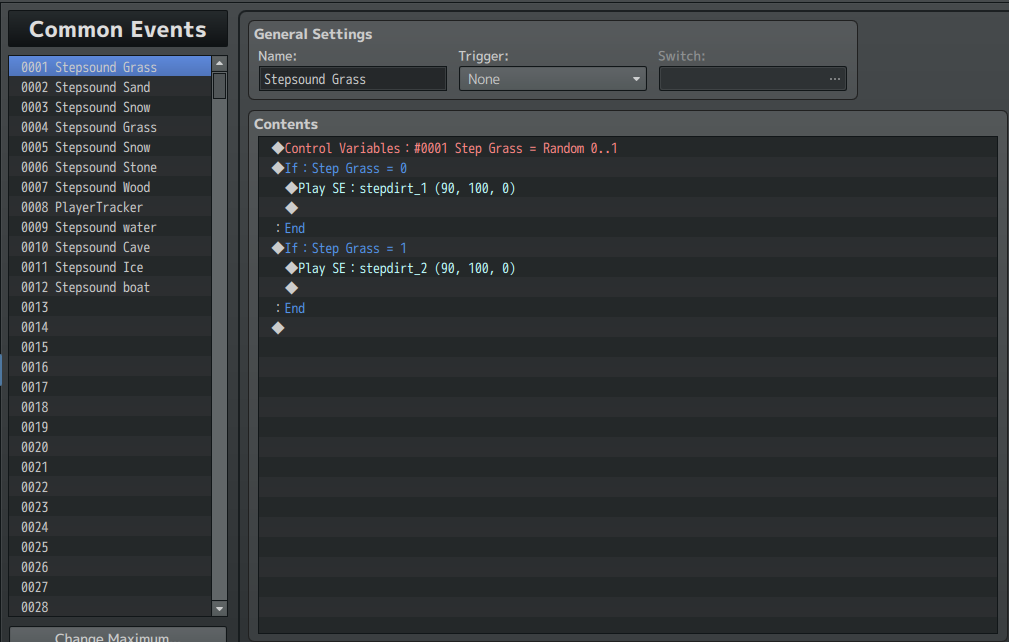 Common Events
0001 Stepsound Grass
0002 Stepsound Sand
0003 Stepsound Snow
0004 Stepsound Grass
0005 Stepsound Snow
0006 Stepsound Stone
0007 Stepsound Wood
0008 PlayerTracker
0009 Stepsound water
0010 Stepsound Cave
0011 Stepsound Ice
0012 Stepsound boat
0013
0014
0015
0016
0017
0018
0019
0020
0021
0022
0023
0024
0025
0026
0027
0028
Change Maximum
General Settings
Name: Trigger: Switch:
Stepsound Grass None ...
Contents
◆Control Variables：#0001 Step Grass = Random 0..1
◆If：Step Grass = 0
◆Play SE：stepdirt_1 (90, 100, 0)
◆
：End
◆If：Step Grass = 1
◆Play SE：stepdirt_2 (90, 100, 0)
◆
：End
◆